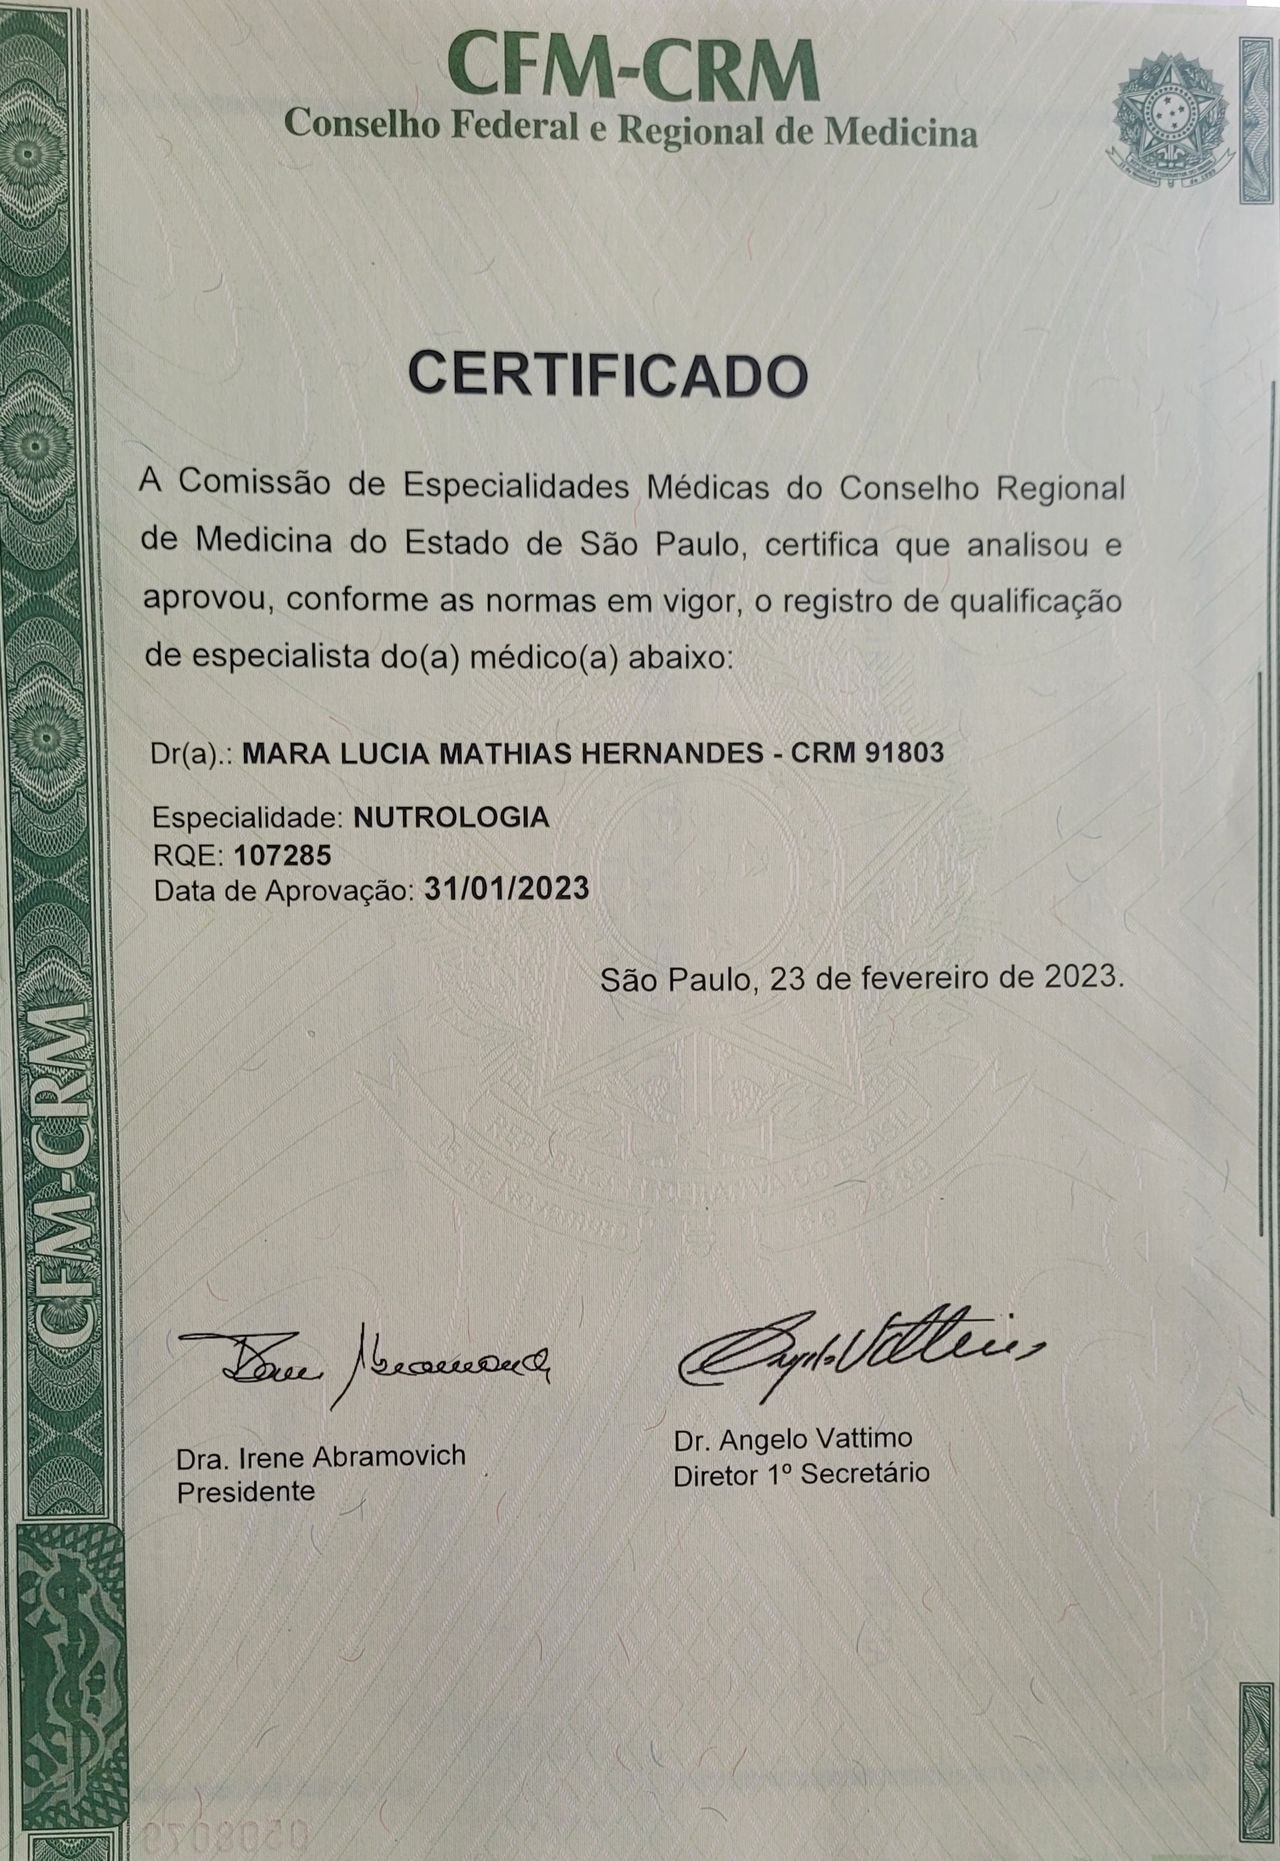 CFM-CRM
Conselho Federal e Regional de Medicina
CERTIFICADO
A Comissão de Especialidades Médicas do Conselho Regional
de Medicina do Estado de São Paulo, certifica que analisou e
aprovou, conforme as normas em vigor, o registro de qualificação
de especialista do(a) médico(a) abaixo:
Dr(a).: MARA LUCIA MATHIAS HERNANDES - CRM 91803
Especialidade: NUTROLOGIA
RQE: 107285
Data de Aprovação: 31/01/2023
São Paulo, 23 de fevereiro de 2023.
CFM-CRM
Dra. Irene Abramovich
Presidente
Dr. Angelo Vattimo
Diretor 1º Secretário